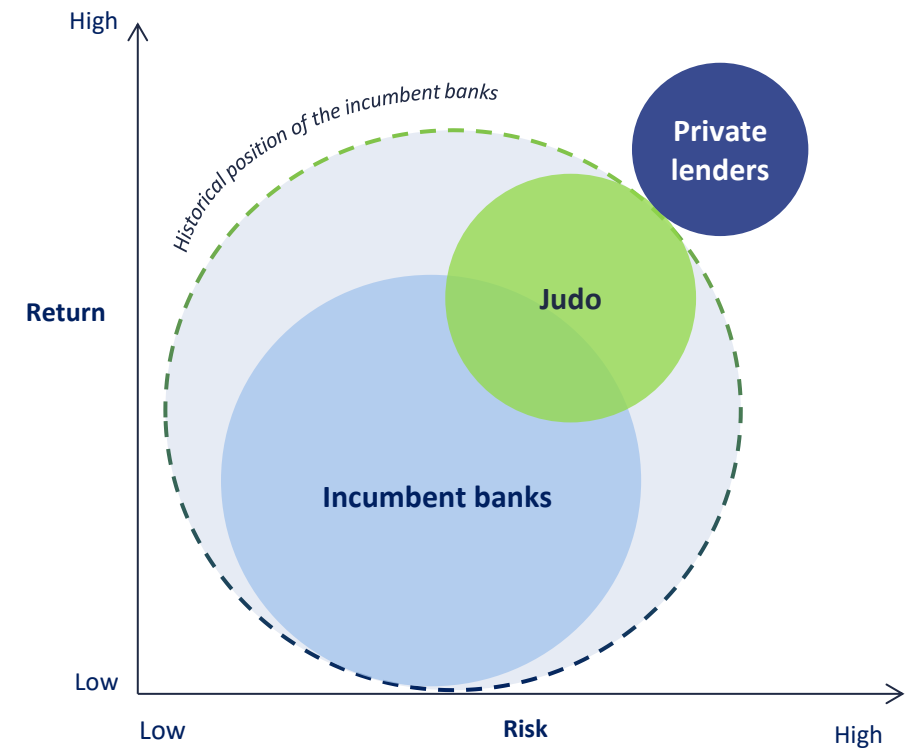 High
Historical position of the incumbent banks
Private
lenders
Return
Judo
Incumbent banks
Low
Low
Risk
High